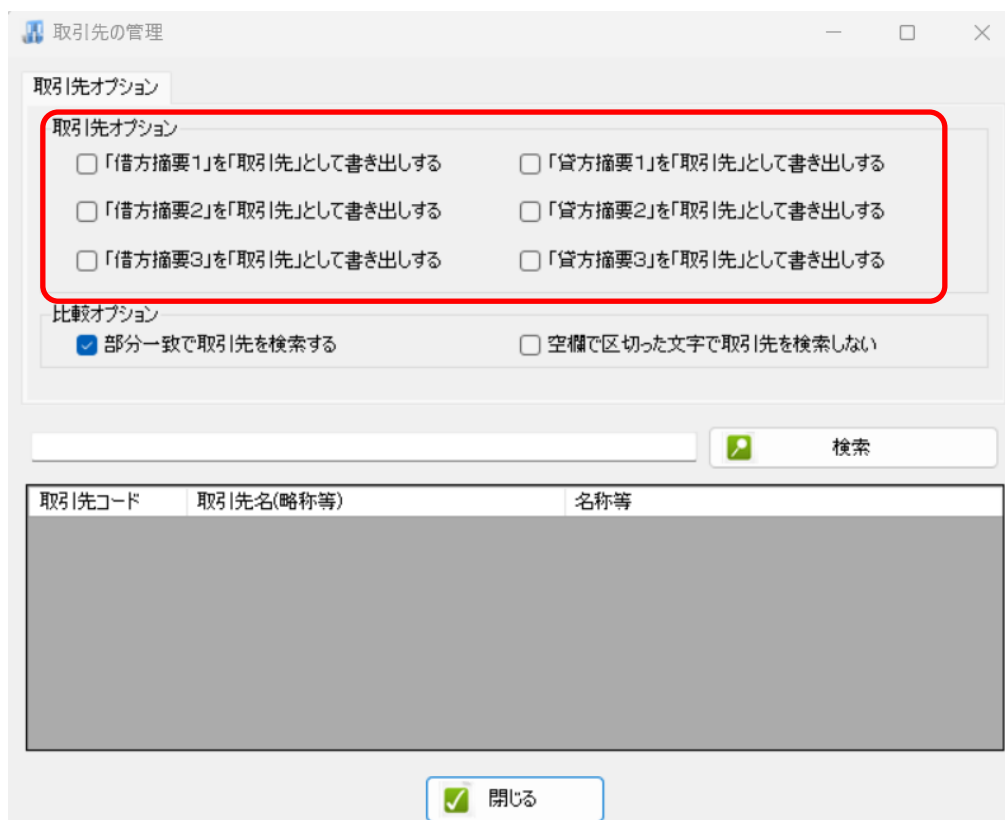 取引先の管理
取引先オプション
取引先オプション
「借方摘要1」を「取引先」として書き出しする 「貸方摘要1」を「取引先」として書き出しする
「借方摘要2」を「取引先」として書き出しする 「貸方摘要2」を「取引先」として書き出しする
「借方摘要3」を「取引先」として書き出しする 「貸方摘要3」を「取引先」として書き出しする
比較オプション
部分一致で取引先を検索する 空欄で区切った文字で取引先を検索しない
検索
取引先コード 取引先名(略称等) 名称等
閉じる